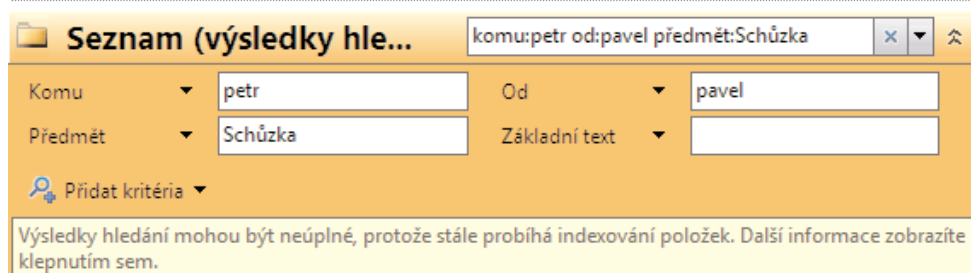 Seznam (výsledky hle... komu:petr od:pavel předmět:Schůzka
Komu petr Od pavel
Předmět Schůzka Základní text
Přidat kritéria
Výsledky hledání mohou být neúplné, protože stále probíhá indexování položek. Další informace zobrazíte
klepnutím sem.